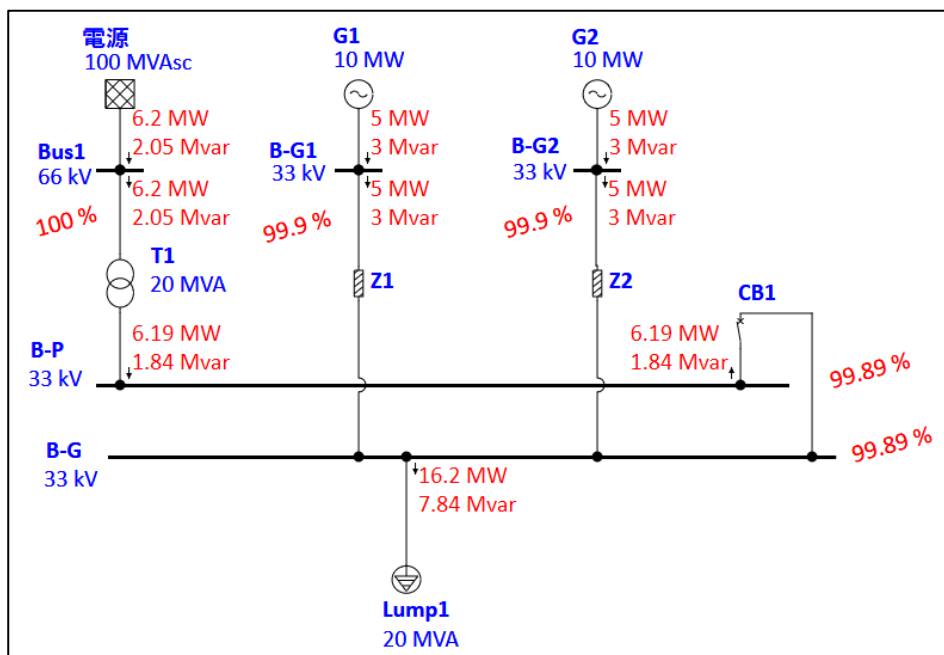 電源
100 MVAsc
6.2 MW
2.05 Mvar
Bus1
66 kV
6.2 MW
2.05 Mvar
100 %
T1
20 MVA
6.19 MW
1.84 Mvar
B-P
33 kV
G1
10 MW
5 MW
3 Mvar
B-G1
33 kV
5 MW
3 Mvar
99.9 %
Z1
G2
10 MW
5 MW
3 Mvar
B-G2
33 kV
5 MW
3 Mvar
99.9 %
Z2
CB1
6.19 MW
1.84 Mvar
99.89 %
B-G
33 kV
99.89 %
16.2 MW
7.84 Mvar
Lump1
20 MVA